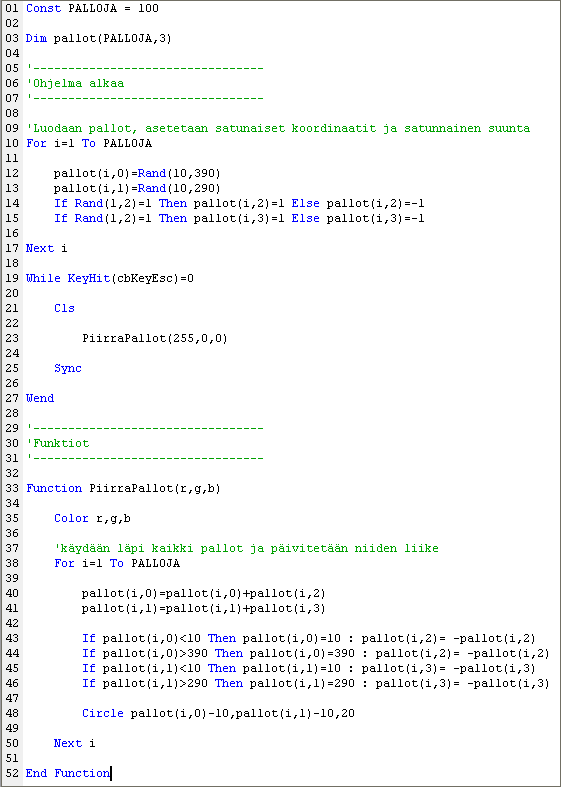 01 Const PALLOJA = 100
02
03 Dim pallot(PALLOJA,3)
04
05 '---------------------------------
06 'Ohjelma alkaa
07 '---------------------------------
08
09 'Luodaan pallot, asetetaan satunaiset koordinaatit ja satunnainen suunta
10 For i=1 To PALLOJA
11
12     pallot(i,0)=Rand(10,390)
13     pallot(i,1)=Rand(10,290)
14     If Rand(1,2)=1 Then pallot(i,2)=1 Else pallot(i,2)=-1
15     If Rand(1,2)=1 Then pallot(i,3)=1 Else pallot(i,3)=-1
16
17 Next i
18
19 While KeyHit(cbKeyEsc)=0
20
21     Cls
22
23         PiirraPallot(255,0,0)
24
25     Sync
26
27 Wend
28
29 '---------------------------------
30 'Funktiot
31 '---------------------------------
32
33 Function PiirraPallot(r,g,b)
34
35     Color r,g,b
36
37     'käydään läpi kaikki pallot ja päivitetään niiden liike
38     For i=1 To PALLOJA
39
40         pallot(i,0)=pallot(i,0)+pallot(i,2)
41         pallot(i,1)=pallot(i,1)+pallot(i,3)
42
43         If pallot(i,0)<10 Then pallot(i,0)=10 : pallot(i,2)= -pallot(i,2)
44         If pallot(i,0)>390 Then pallot(i,0)=390 : pallot(i,2)= -pallot(i,2)
45         If pallot(i,1)<10 Then pallot(i,1)=10 : pallot(i,3)= -pallot(i,3)
46         If pallot(i,1)>290 Then pallot(i,1)=290 : pallot(i,3)= -pallot(i,3)
47
48         Circle pallot(i,0)-10,pallot(i,1)-10,20
49
50     Next i
51
52 End Function